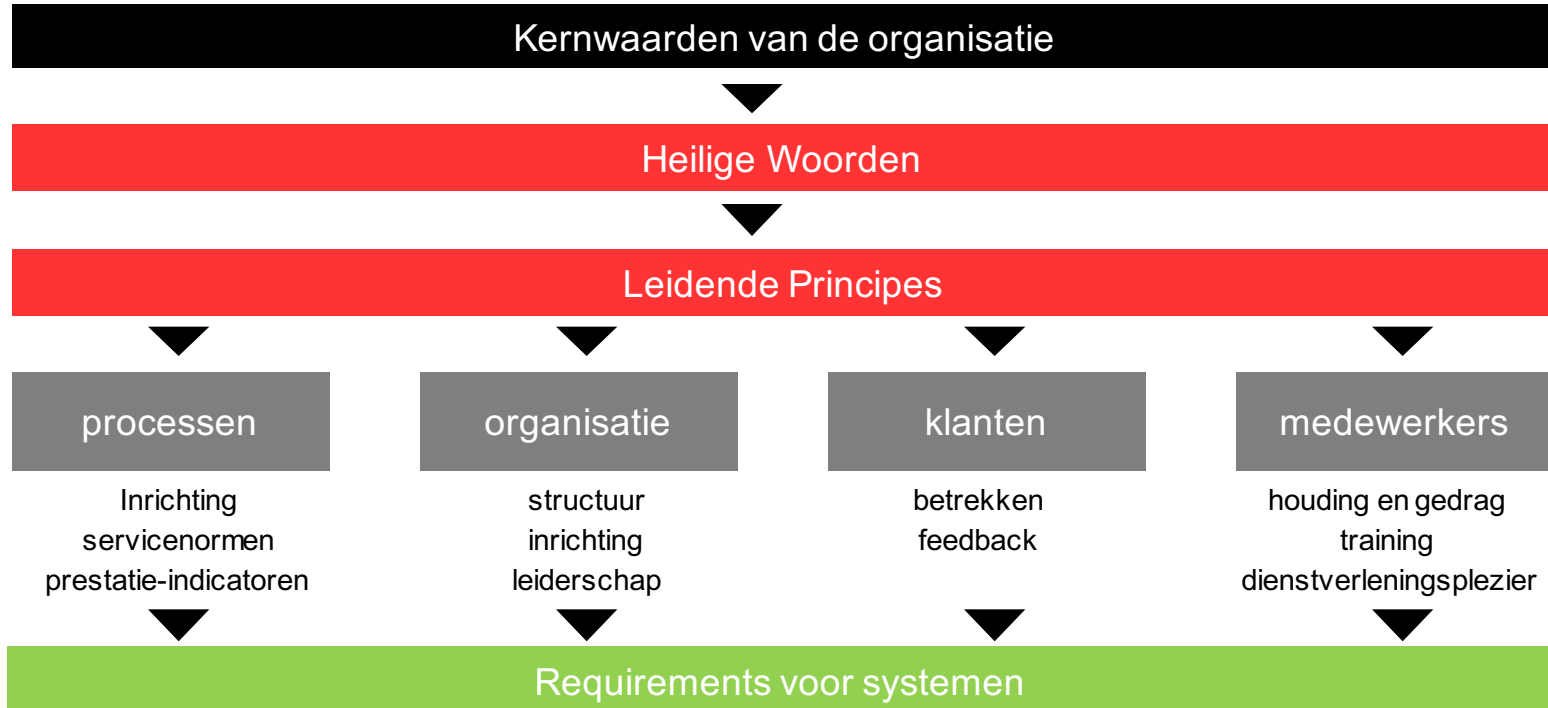 Kernwaarden van de organisatie
Heilige Woorden
Leidende Principes
processen
Inrichting
servicenormen
prestatie-indicatoren
organisatie
structuur
inrichting
leiderschap
klanten
betrekken
feedback
medewerkers
houding en gedrag
training
dienstverleningsplezier
Requirements voor systemen